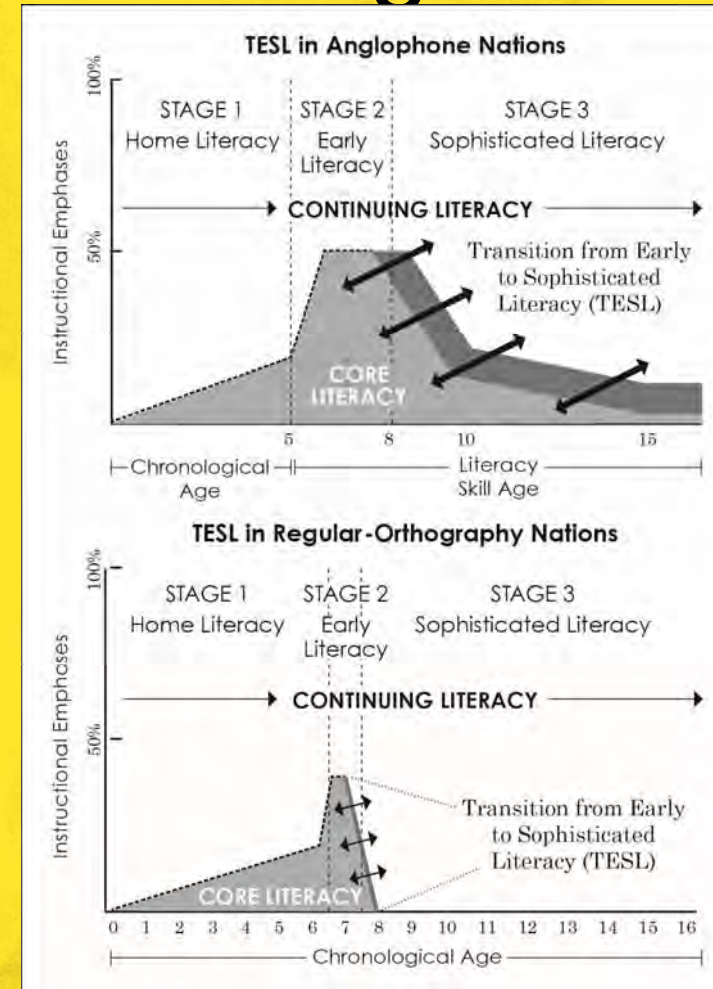 TESL in Anglophone Nations
100%
STAGE 1
Home Literacy
STAGE 2
Early
Literacy
STAGE 3
Sophisticated Literacy
CONTINUING LITERACY
50%
Instructional Emphases
Transition from Early
to Sophisticated
Literacy (TESL)
CORE
LITERACY
5 8 10 15
Chronological
Age
Literacy
Skill Age
TESL in Regular-Orthography Nations
100%
STAGE 1
Home Literacy
STAGE 2
Early
Literacy
STAGE 3
Sophisticated Literacy
CONTINUING LITERACY
50%
Instructional Emphases
Transition from Early
to Sophisticated
Literacy (TESL)
CORE LITERACY
0 1 2 3 4 5 6 7 8 9 10 11 12 13 14 15 16
Chronological Age